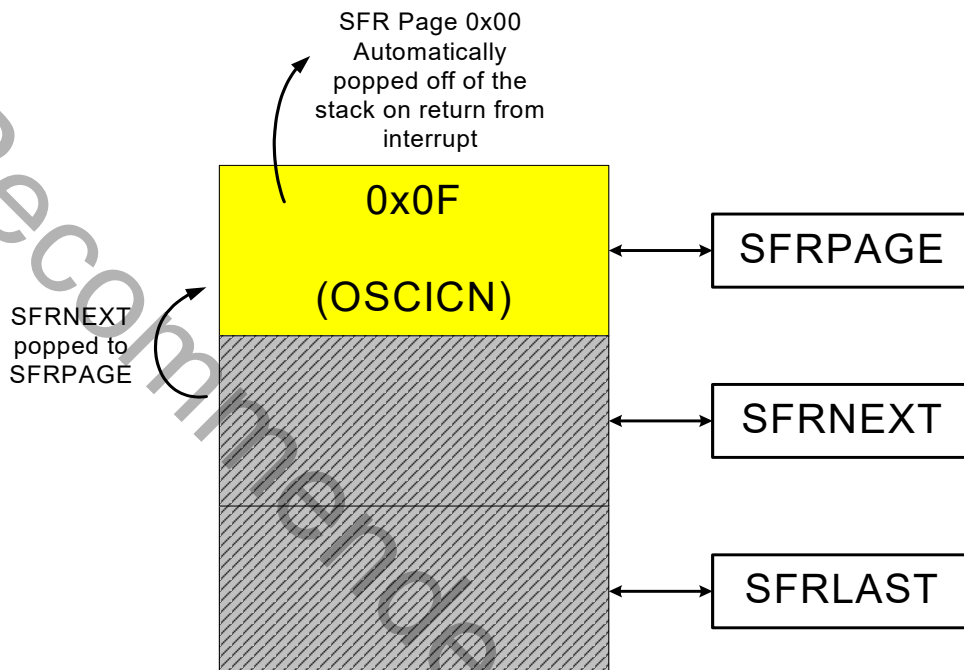 SFR Page 0x00
Automatically
popped off of the
stack on return from
interrupt
0x0F
(OSCICN)
SFRPAGE
SFRNEXT
popped to
SFRPAGE
SFRNEXT
SFRLAST
ecommende